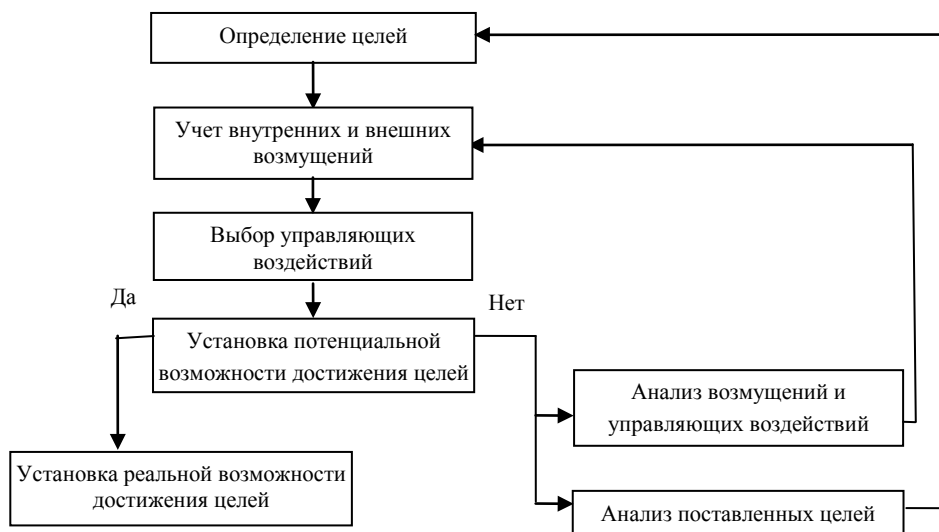 Определение целей
Учет внутренних и внешних
возмущений
Выбор управляющих
воздействий
Да
Нет
Установка потенциальной
возможности достижения целей
Анализ возмущений и
управляющих воздействий
Установка реальной возможности
достижения целей
Анализ поставленных целей